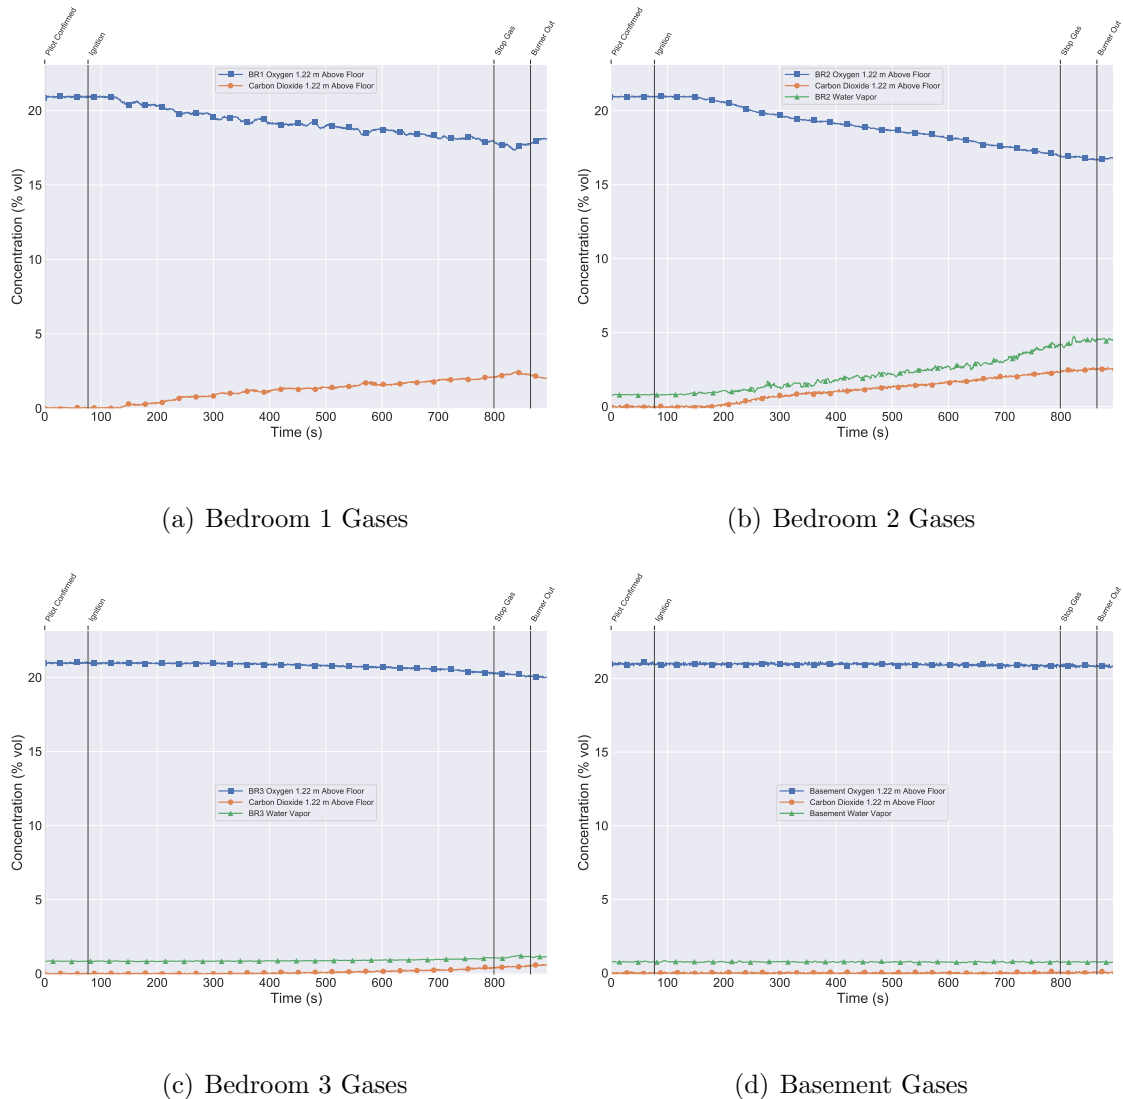 Pilot Confirmed
Ignition
Stop Gas
Burner Out
BR1 Oxygen 1.22 m Above Floor
Carbon Dioxide 1.22 m Above Floor
Concentration (% vol)
20
15
10
5
0
0 100 200 300 400 500 600 700 800
Time (s)
(a) Bedroom 1 Gases
Pilot Confirmed
Ignition
Stop Gas
Burner Out
BR2 Oxygen 1.22 m Above Floor
Carbon Dioxide 1.22 m Above Floor
BR2 Water Vapor
Concentration (% vol)
20
15
10
5
0
0 100 200 300 400 500 600 700 800
Time (s)
(b) Bedroom 2 Gases
Pilot Confirmed
Ignition
Stop Gas
Burner Out
Concentration (% vol)
20
15
10
5
0
BR3 Oxygen 1.22 m Above Floor
Carbon Dioxide 1.22 m Above Floor
BR3 Water Vapor
0 100 200 300 400 500 600 700 800
Time (s)
(c) Bedroom 3 Gases
Pilot Confirmed
Ignition
Stop Gas
Burner Out
Concentration (% vol)
20
15
10
5
0
Basement Oxygen 1.22 m Above Floor
Carbon Dioxide 1.22 m Above Floor
Basement Water Vapor
0 100 200 300 400 500 600 700 800
Time (s)
(d) Basement Gases